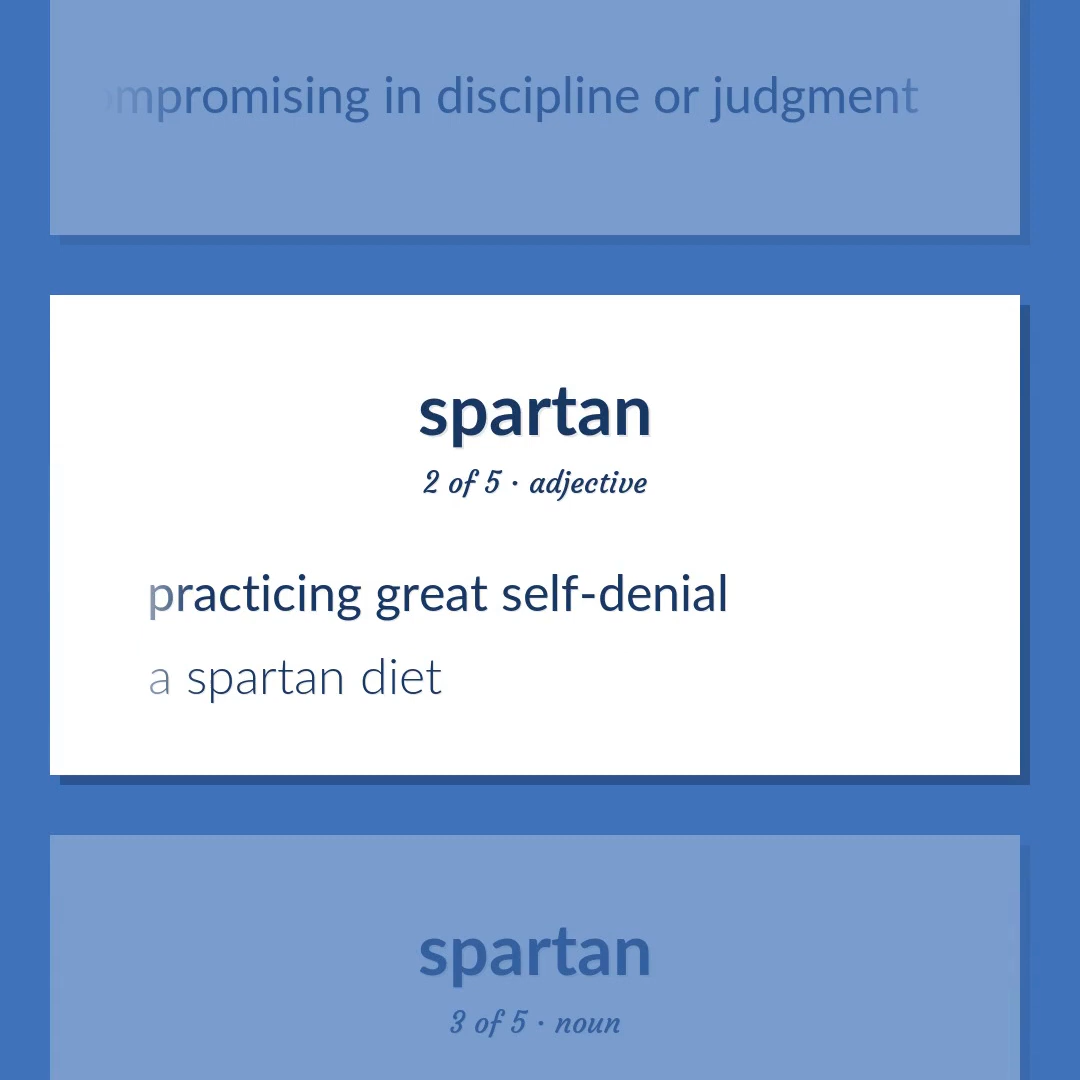 ompromising in discipline or judgment
spartan
2 of 5 · adjective
practicing great self-denial
a spartan diet
spartan
3 of 5 · noun